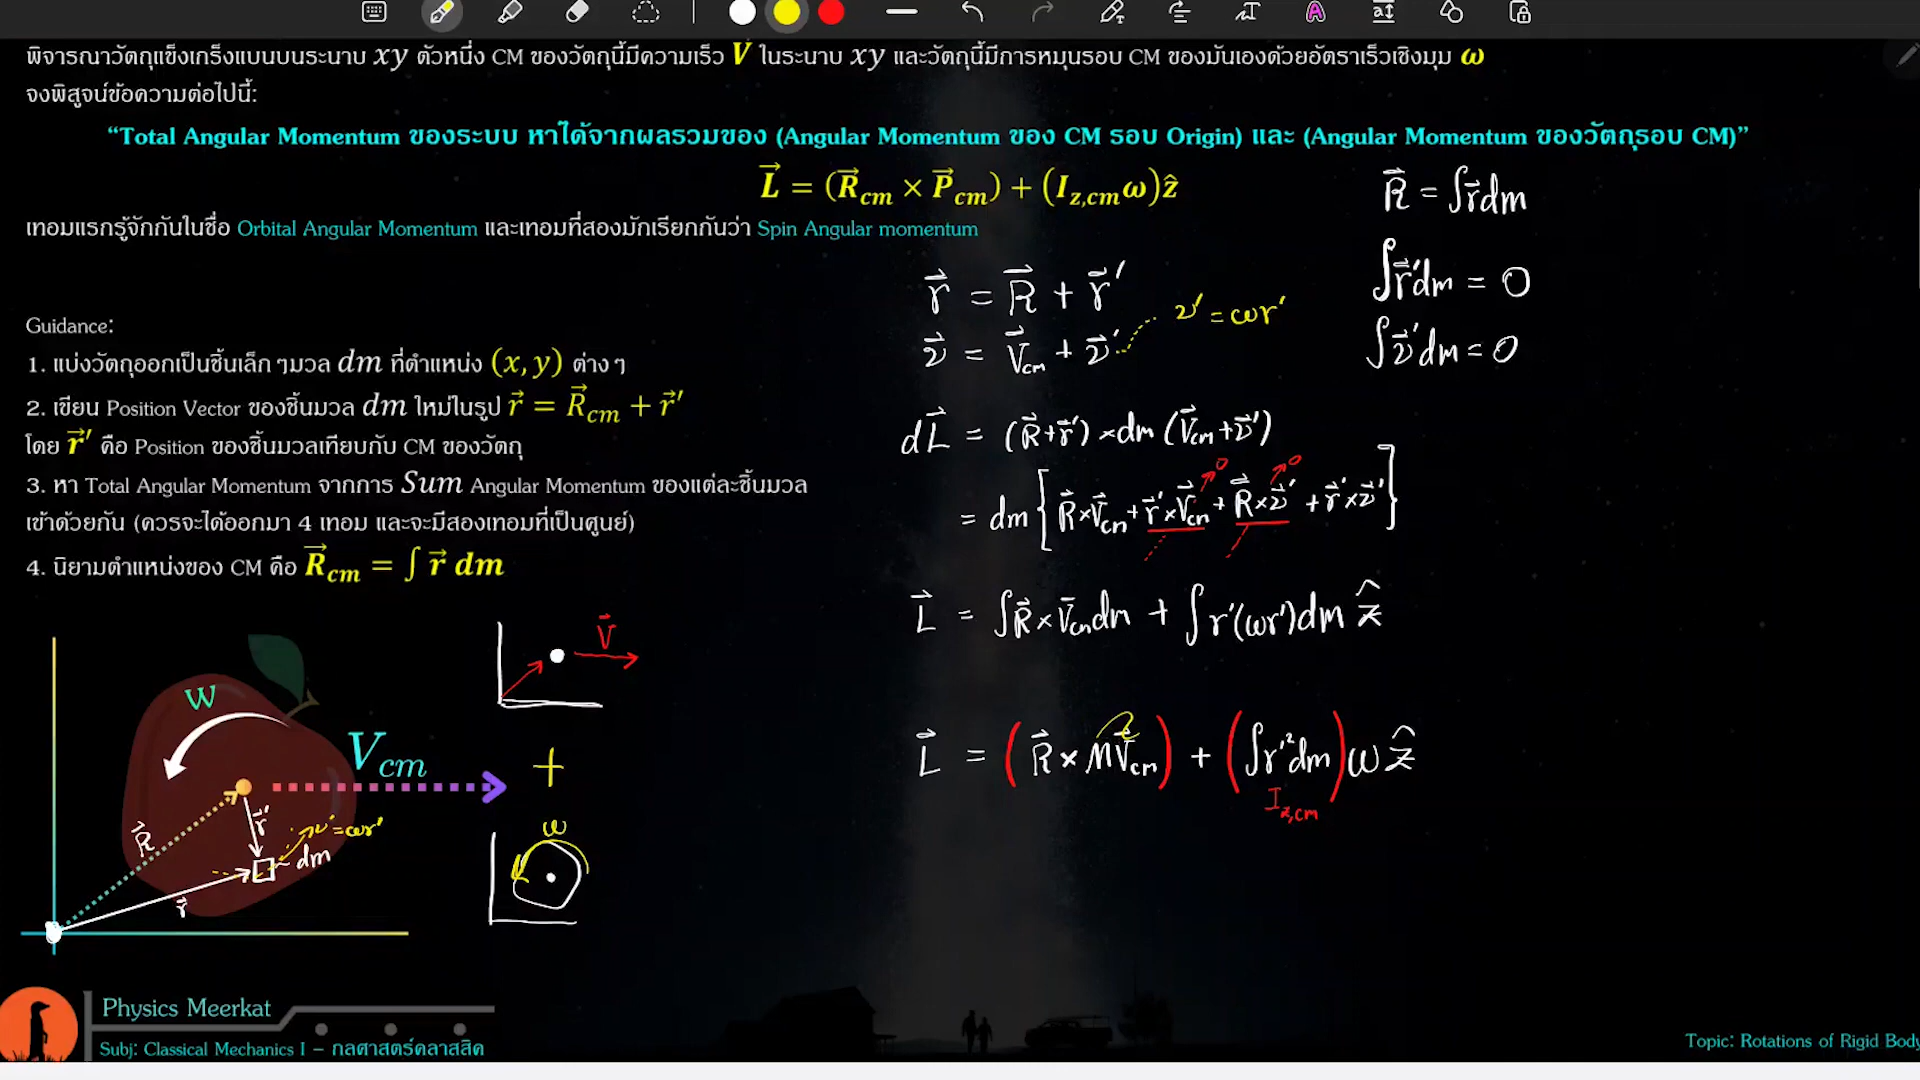 พิจารณาวัตถุแข็งเกร็งแบนบนระนาบ xy ตัวหนึ่ง CM ของวัตถุนี้มีความเร็ว V ในระนาบ xy และวัตถุนี้มีการหมุนรอบ CM ของมันเองด้วยอัตราเร็วเชิงมุม ω
จงพิสูจน์ข้อความต่อไปนี้:
“Total Angular Momentum ของระบบ หาได้จากผลรวมของ (Angular Momentum ของ CM รอบ Origin) และ (Angular Momentum ของวัตถุรอบ CM)”
L⃗ = (R⃗cm × P⃗cm) + (Iz,cm ω)ẑ
เทอมแรกรู้จักกันในชื่อ Orbital Angular Momentum และเทอมที่สองมักเรียกกันว่า Spin Angular momentum
Guidance:
1. แบ่งวัตถุออกเป็นชิ้นเล็ก ๆมวล dm ที่ตำแหน่ง (x, y) ต่างๆ
2. เขียน Position Vector ของชิ้นมวล dm ใหม่ในรูป r⃗ = R⃗cm + r⃗′
โดย r⃗′ คือ Position ของชิ้นมวลเทียบกับ CM ของวัตถุ
3. หา Total Angular Momentum จากการ Sum Angular Momentum ของแต่ละชิ้นมวล
เข้าด้วยกัน (ควรจะได้ออกมา 4 เทอม และจะมีสองเทอมที่เป็นศูนย์)
4. นิยามตำแหน่งของ CM คือ R⃗cm = ∫ r⃗ dm
R⃗ = ∫r⃗dm
∫r⃗′dm = 0
∫v⃗′dm = 0
r⃗ = R⃗ + r⃗′
v⃗ = V⃗cm + v⃗′
v′ = ωr′
dL⃗ = (R⃗+r⃗′) × dm (V⃗cm+v⃗′)
0 0
= dm {R⃗×V⃗cm + r⃗′×V⃗cm + R⃗×v⃗′ + r⃗′×v⃗′}
L⃗ = ∫R⃗×V⃗cm dm + ∫r′(ωr′)dm ẑ
L⃗ = (R⃗ × MV⃗cm) + (∫r′²dm) ω ẑ
Iz,cm
V⃗
+
ω
W
Vcm
R⃗
r⃗′
v′=ωr′
dm
r⃗
Physics Meerkat
Subj: Classical Mechanics I – กลศาสตร์คลาสสิค
Topic: Rotations of Rigid Body